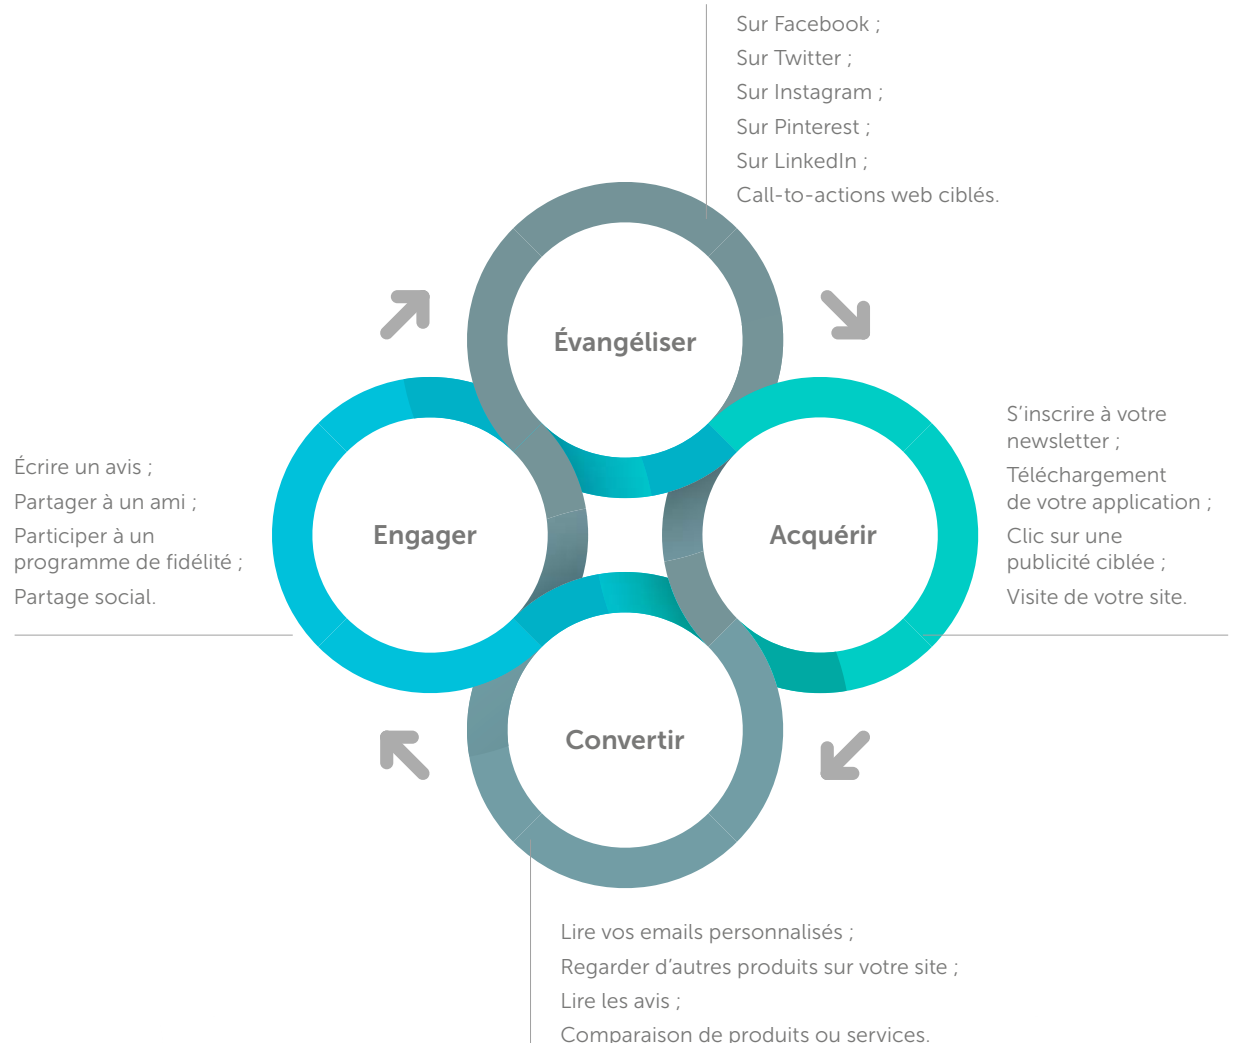 Sur Facebook ;
Sur Twitter ;
Sur Instagram ;
Sur Pinterest ;
Sur LinkedIn ;
Call-to-actions web ciblés.
Évangéliser
Écrire un avis ;
Partager à un ami ;
Participer à un
programme de fidélité ;
Partage social.
Engager
Acquérir
S’inscrire à votre
newsletter ;
Téléchargement
de votre application ;
Clic sur une
publicité ciblée ;
Visite de votre site.
Convertir
Lire vos emails personnalisés ;
Regarder d’autres produits sur votre site ;
Lire les avis ;
Comparaison de produits ou services.